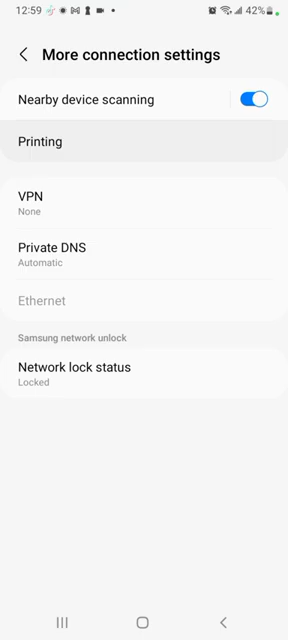 12:59 42%
More connection settings
Nearby device scanning
Printing
VPN
None
Private DNS
Automatic
Ethernet
Samsung network unlock
Network lock status
Locked